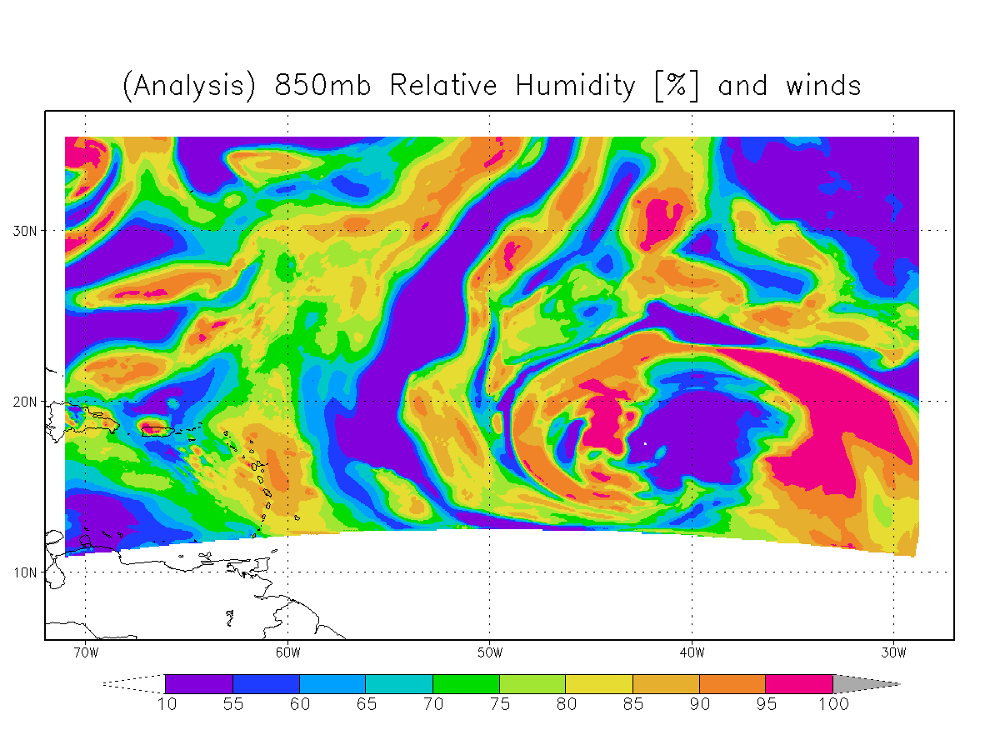 (Analysis) 850mb Relative Humidity [%] and winds
30N
20N
10N
70W 60W 50W 40W 30W
10 55 60 65 70 75 80 85 90 95 100